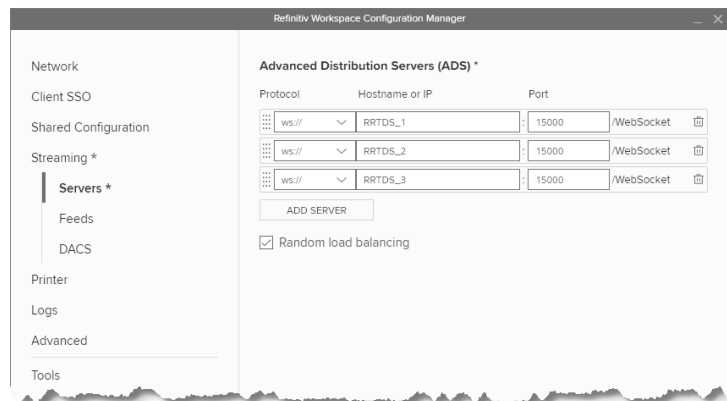 Refinitiv Workspace Configuration Manager
Network
Client SSO
Shared Configuration
Streaming *
Servers *
Feeds
DACS
Printer
Logs
Advanced
Tools
Advanced Distribution Servers (ADS) *
Protocol Hostname or IP Port
ws:// RRTDS_1 : 15000 /WebSocket
ws:// RRTDS_2 : 15000 /WebSocket
ws:// RRTDS_3 : 15000 /WebSocket
ADD SERVER
Random load balancing